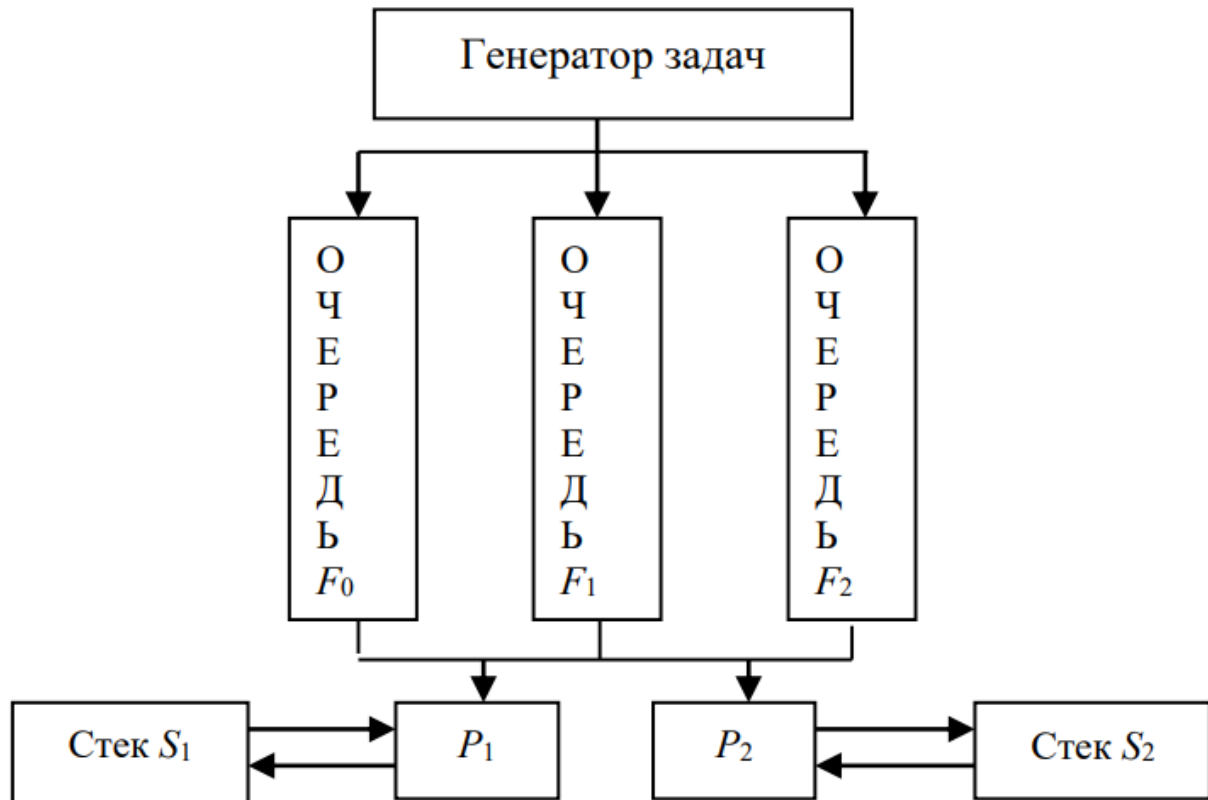 Генератор задач
О
Ч
Е
Р
Е
Д
Ь
F₀
О
Ч
Е
Р
Е
Д
Ь
F₁
О
Ч
Е
Р
Е
Д
Ь
F₂
Стек S₁
P₁
P₂
Стек S₂